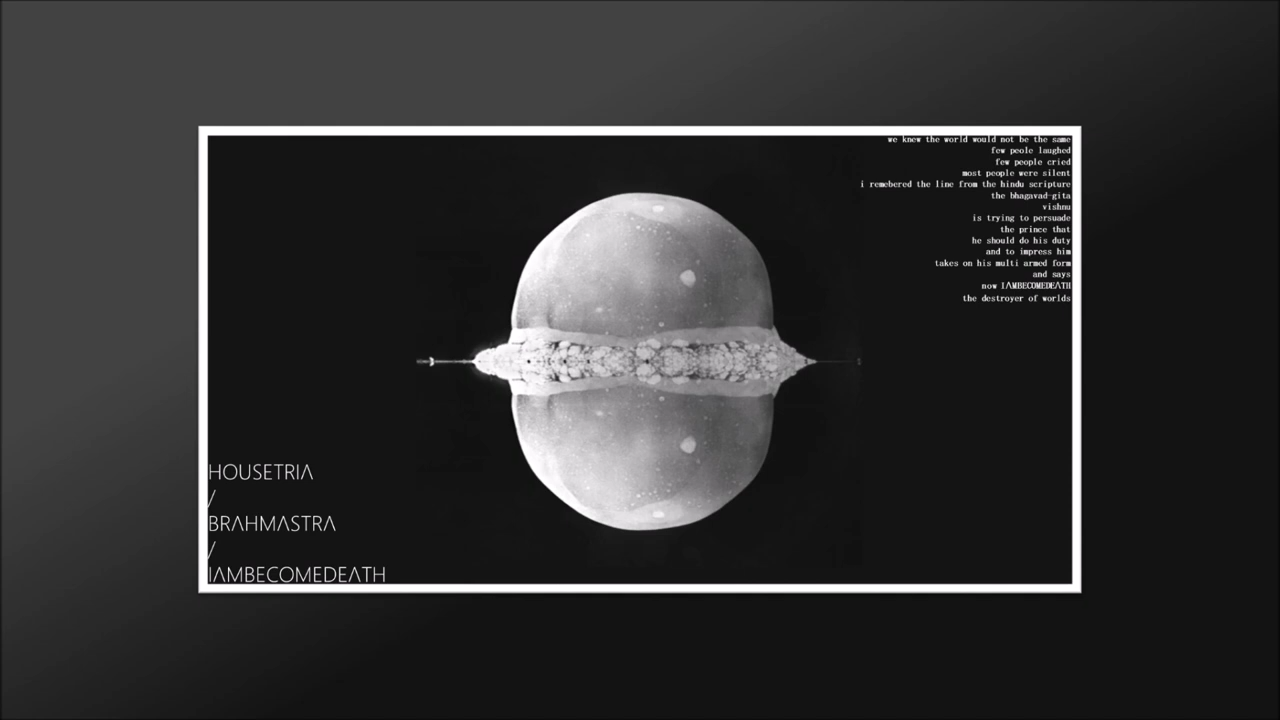 we knew the world would not be the same
few peole laughed
few people cried
most people were silent
i remebered the line from the hindu scripture
the bhagavad-gita
vishnu
is trying to persuade
the prince that
he should do his duty
and to impress him
takes on his multi armed form
and says
now IΛMBECOMEDEΛTH
the destroyer of worlds
HOUSETRIΛ
/
BRΛHMΛSTRΛ
/
IΛMBECOMEDEΛTH